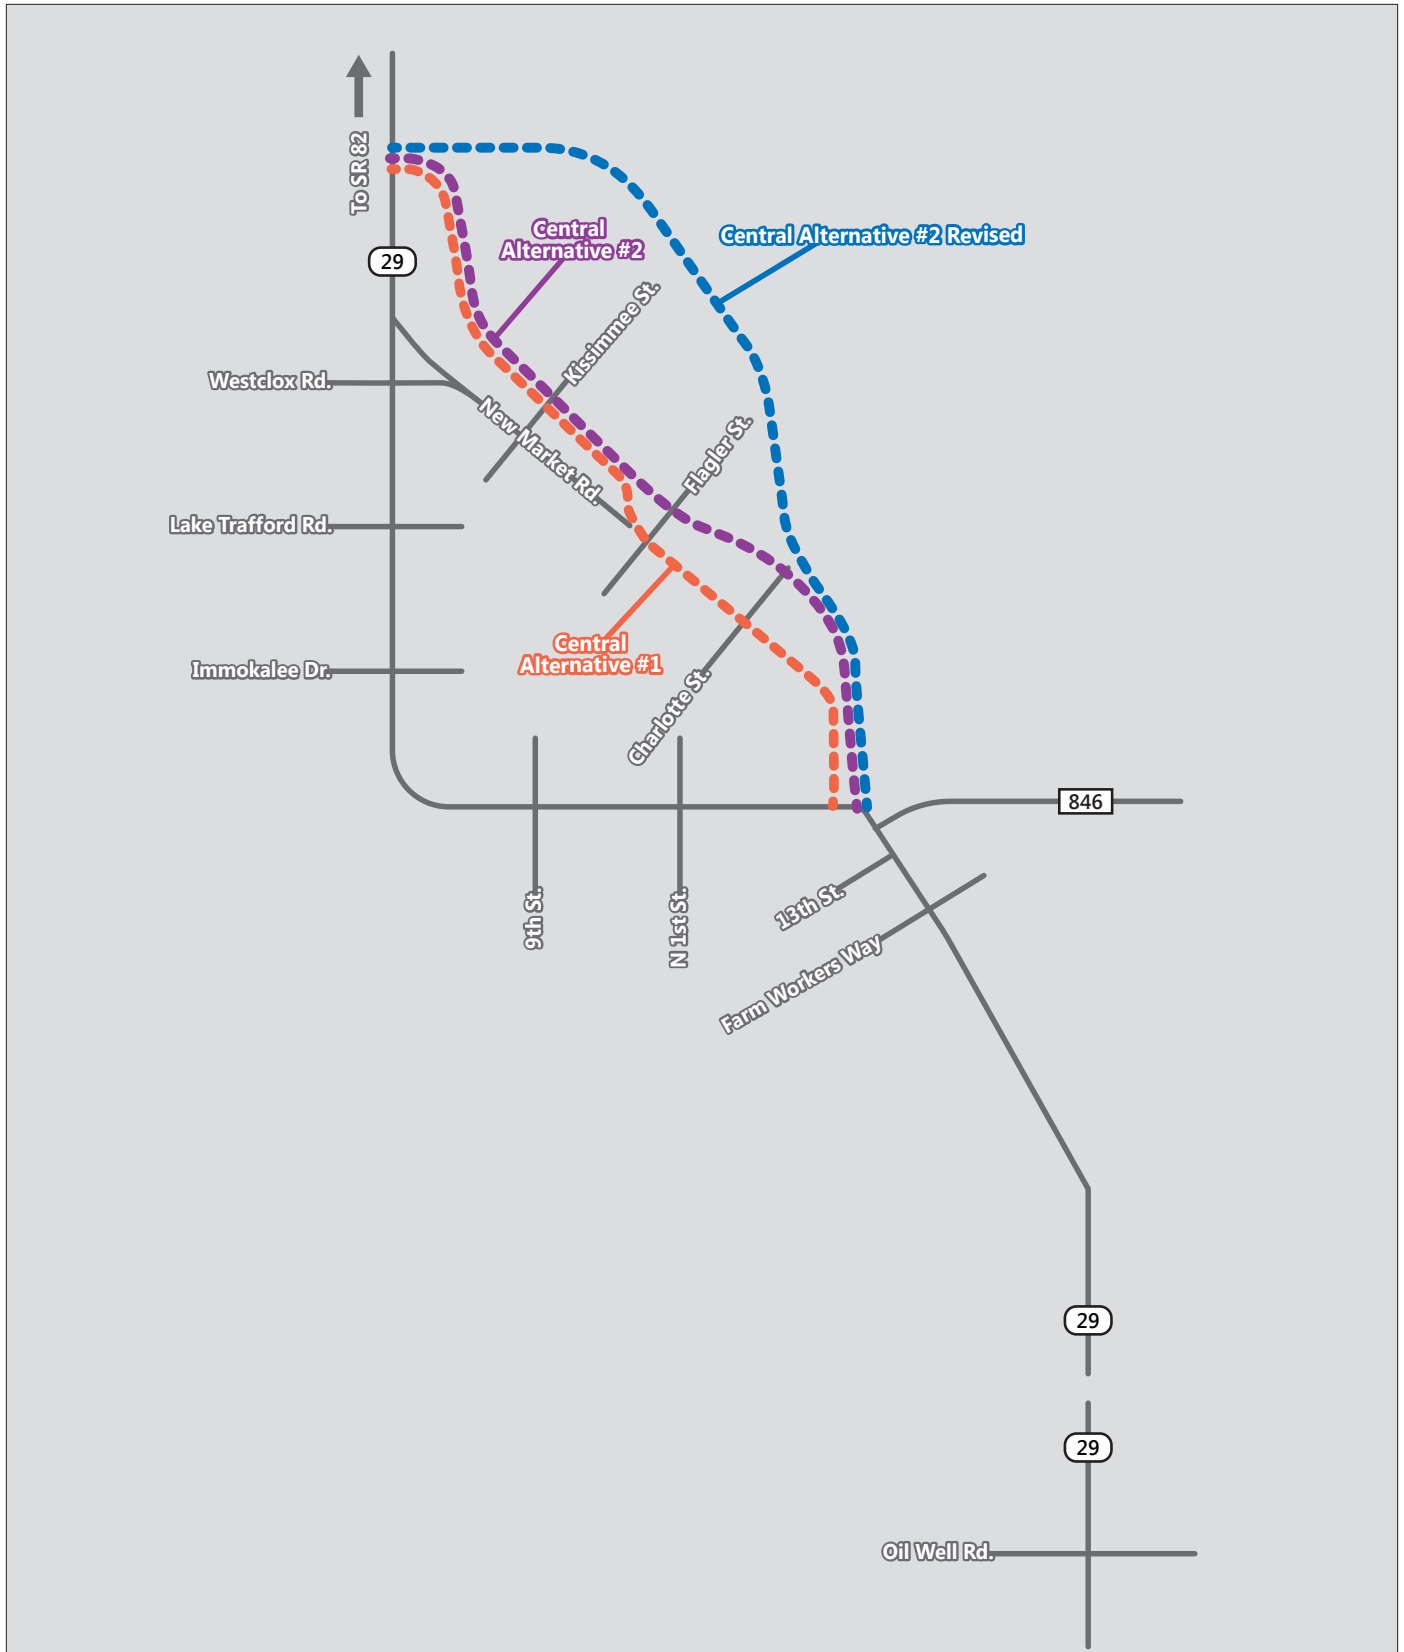 To SR 82
Central
Alternative #2
Central Alternative #2 Revised
29
Kissimmee St.
Westclox Rd.
New Market Rd.
Flagler St.
Lake Trafford Rd.
Central
Alternative #1
Immokalee Dr.
Charlotte St.
846
9th St.
N 1st St.
13th St.
Farm Workers Way
29
29
Oil Well Rd.